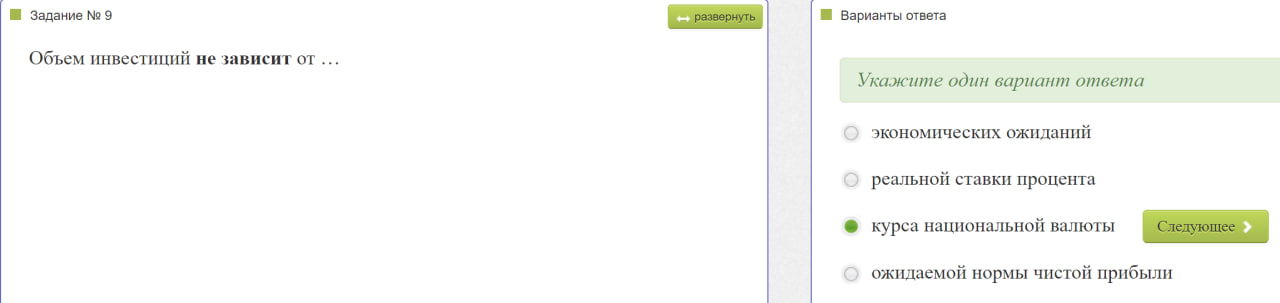 Задание № 9
развернуть
Объем инвестиций не зависит от …
Варианты ответа
Укажите один вариант ответа
экономических ожиданий
реальной ставки процента
курса национальной валюты
Следующее
ожидаемой нормы чистой прибыли